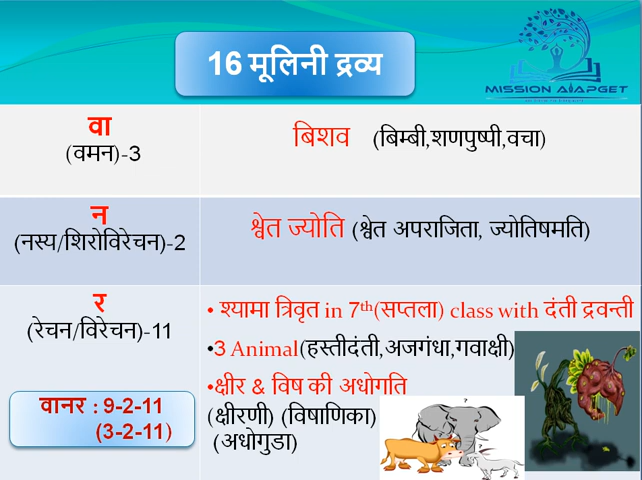 16 मूलिनी द्रव्य
MISSION AIAPGET
वा
(वमन)-3
बिशव (बिम्बी,शणपुष्पी,वचा)
न
(नस्य/शिरोविरेचन)-2
श्वेत ज्योति (श्वेत अपराजिता, ज्योतिषमति)
र
(रेचन/विरेचन)-11
• श्यामा त्रिवृत in 7th(सप्तला) class with दंती द्रवन्ती
•3 Animal(हस्तीदंती,अजगंधा,गवाक्षी)
•क्षीर & विष की अधोगति
(क्षीरणी) (विषाणिका)
(अधोगुडा)
वानर : 9-2-11
(3-2-11)
? ?